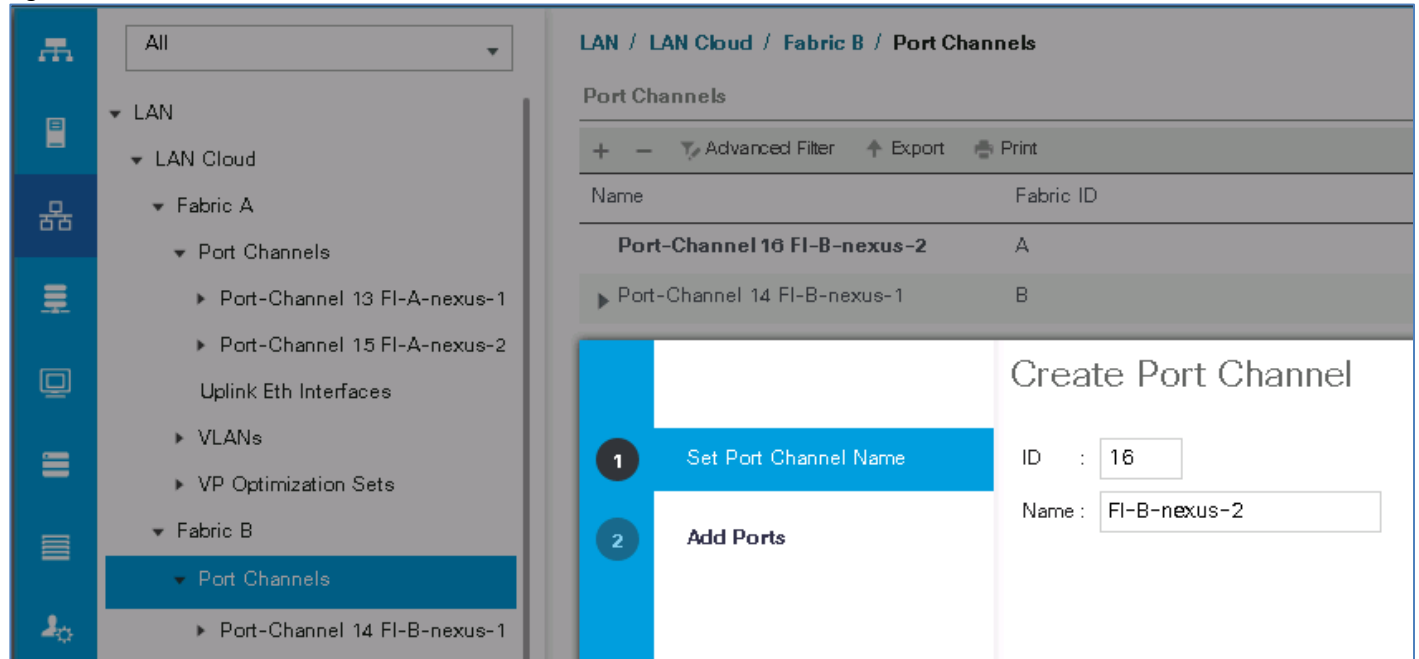 All
LAN
LAN Cloud
Fabric A
Port Channels
Port-Channel 13 FI-A-nexus-1
Port-Channel 15 FI-A-nexus-2
Uplink Eth Interfaces
VLANs
VP Optimization Sets
Fabric B
Port Channels
Port-Channel 14 FI-B-nexus-1
LAN / LAN Cloud / Fabric B / Port Channels
Port Channels
+ − Advanced Filter Export Print
Name Fabric ID
Port-Channel 16 FI-B-nexus-2 A
Port-Channel 14 FI-B-nexus-1 B
1 Set Port Channel Name
2 Add Ports
Create Port Channel
ID : 16
Name : FI-B-nexus-2